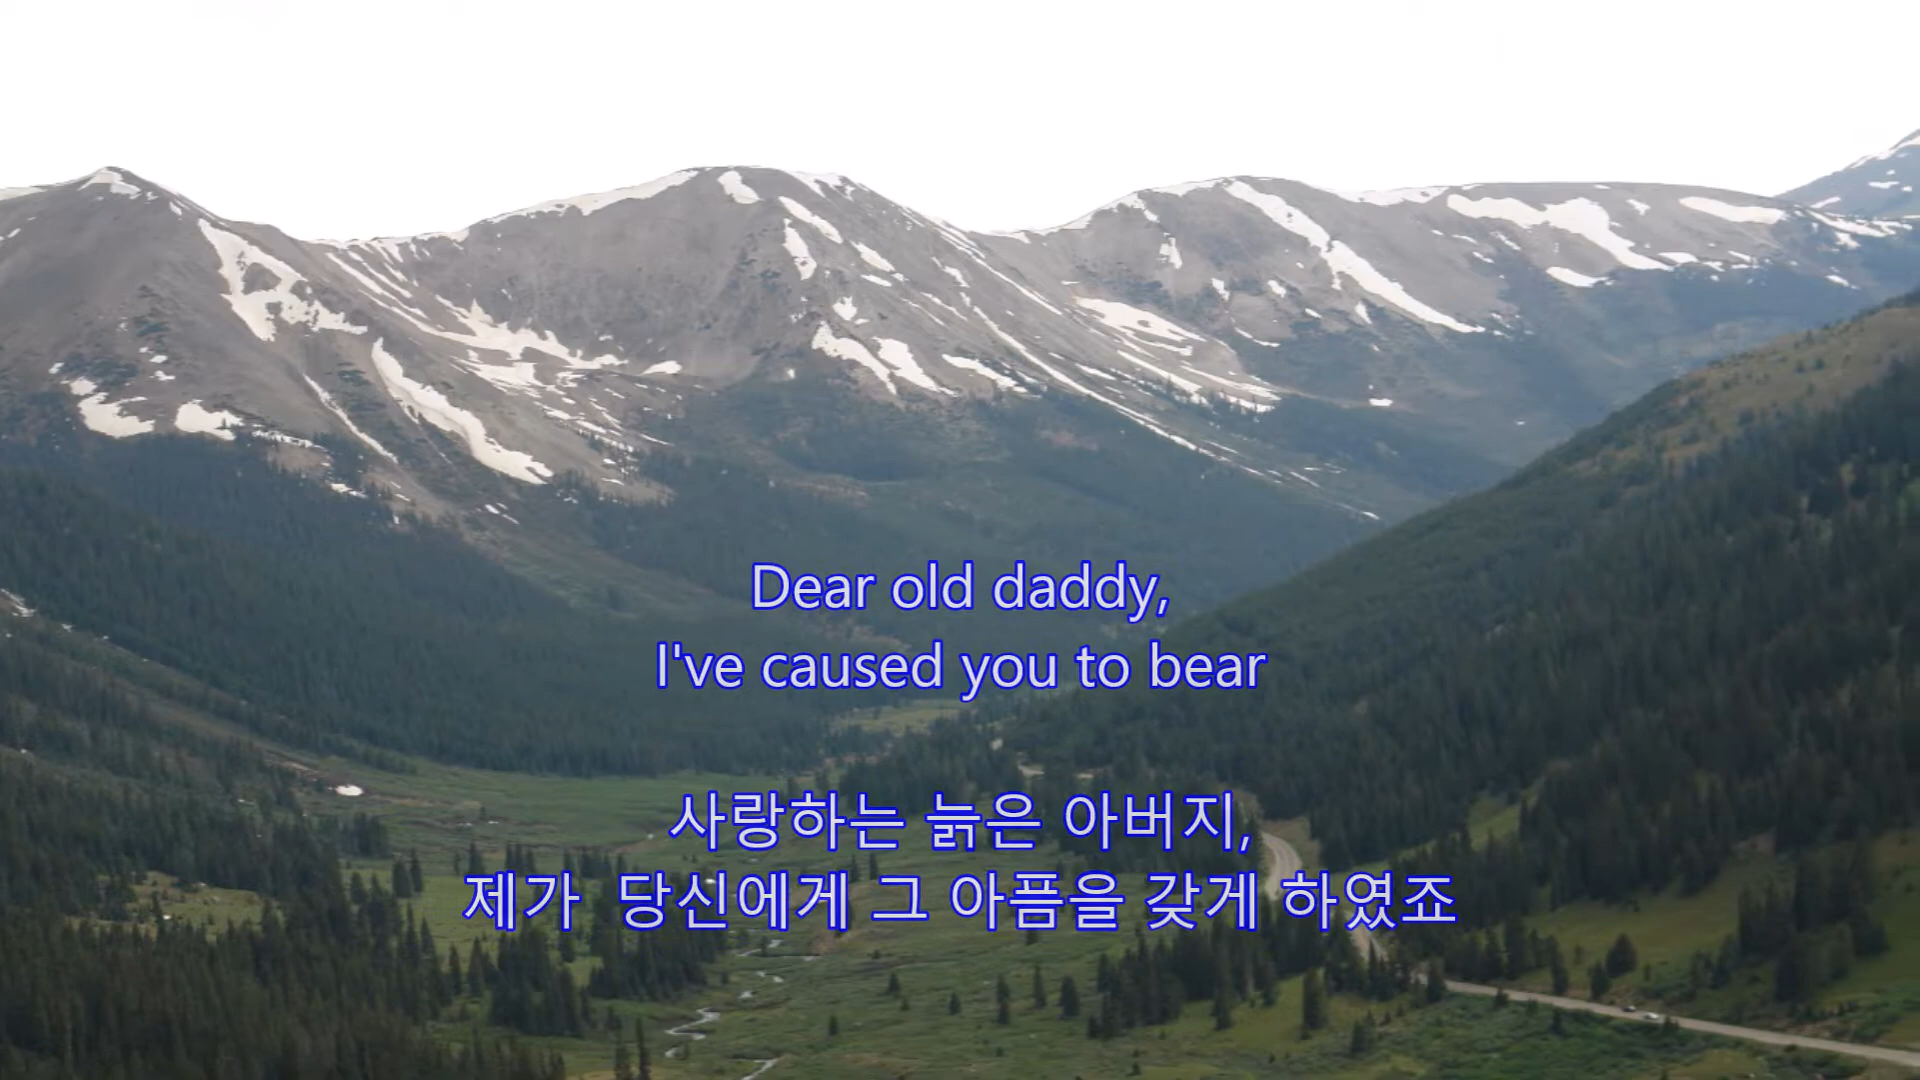 Dear old daddy,
I've caused you to bear
사랑하는 늙은 아버지,
제가  당신에게 그 아픔을 갖게 하였죠